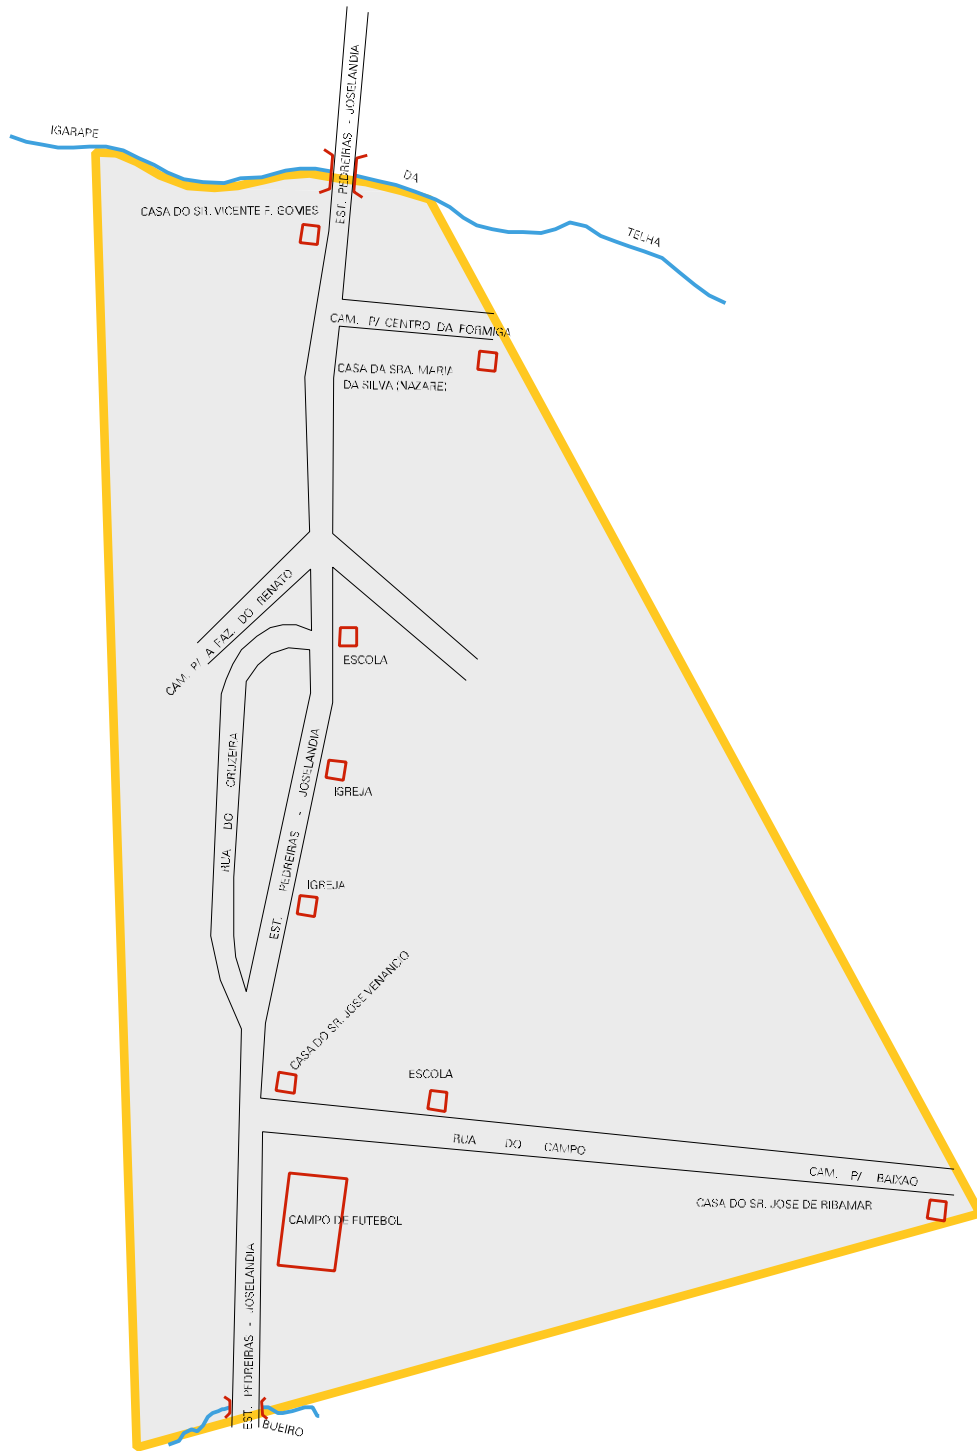 EST. PEDREIRAS - JOSELANDIA
IGARAPE
DA
TELHA
CASA DO SR. VICENTE F. GOMES
CAM. P/ CENTRO DA FORMIGA
CASA DA SRA. MARIA
DA SILVA (NAZARE)
CAM. P/ A FAZ. DO RENATO
ESCOLA
RUA DO CRUZEIRA
EST. PEDREIRAS - JOSELANDIA
IGREJA
IGREJA
CASA DO SR. JOSE VENANCIO
ESCOLA
RUA DO CAMPO
CAM. P/ BAIXAO
CASA DO SR. JOSE DE RIBAMAR
CAMPO DE FUTEBOL
EST. PEDREIRAS - JOSELANDIA
BUEIRO